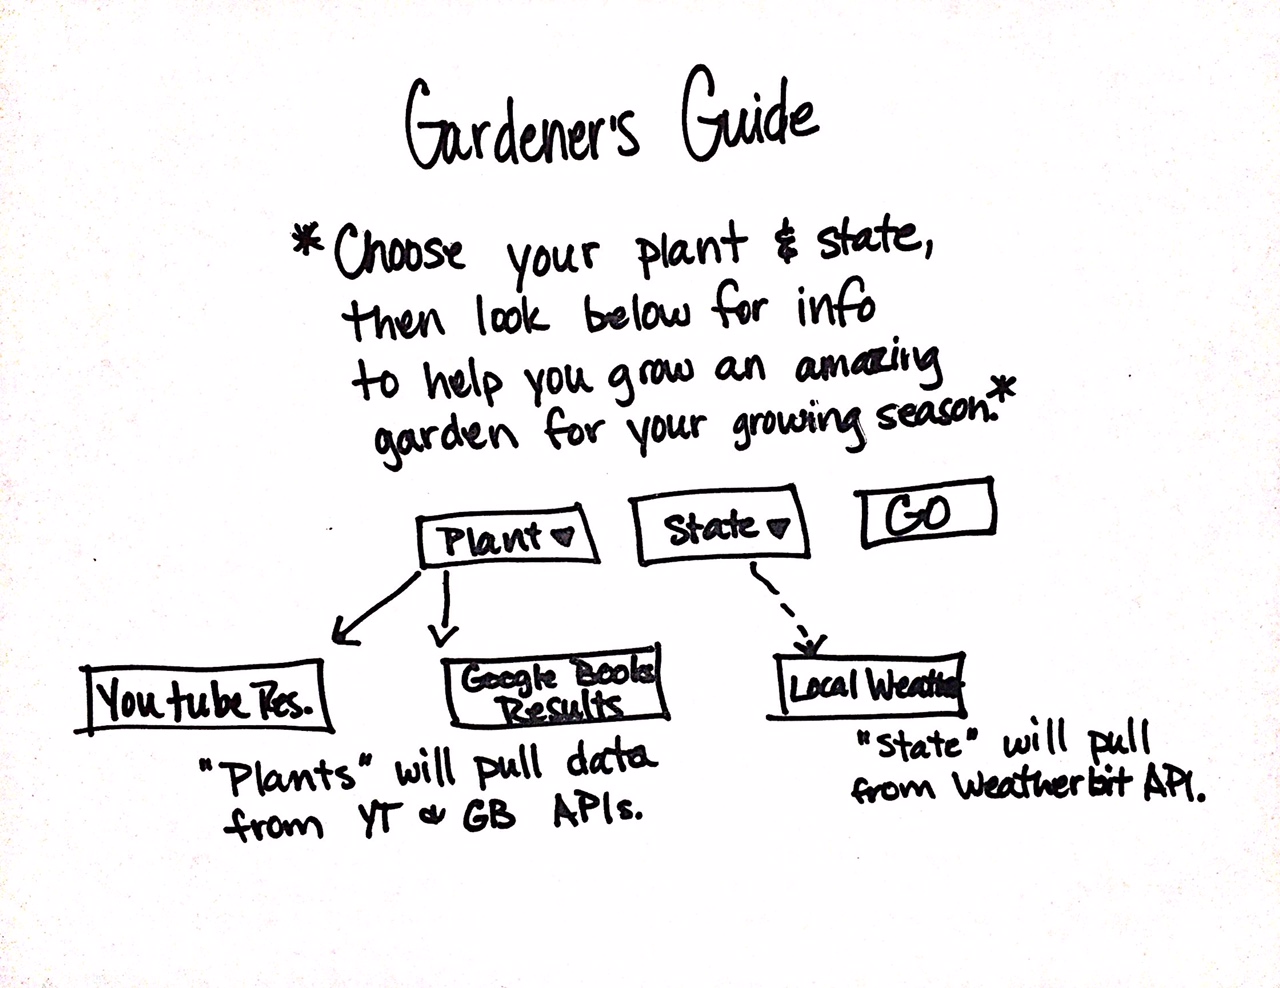 Gardener's Guide
*Choose your plant & state,
then look below for info
to help you grow an amazing
garden for your growing season.*
Plant
State
GO
YouTube Res.
Google Books
Results
Local Weather
"Plants" will pull data
from YT & GB APIs.
"State" will pull
from Weatherbit API.